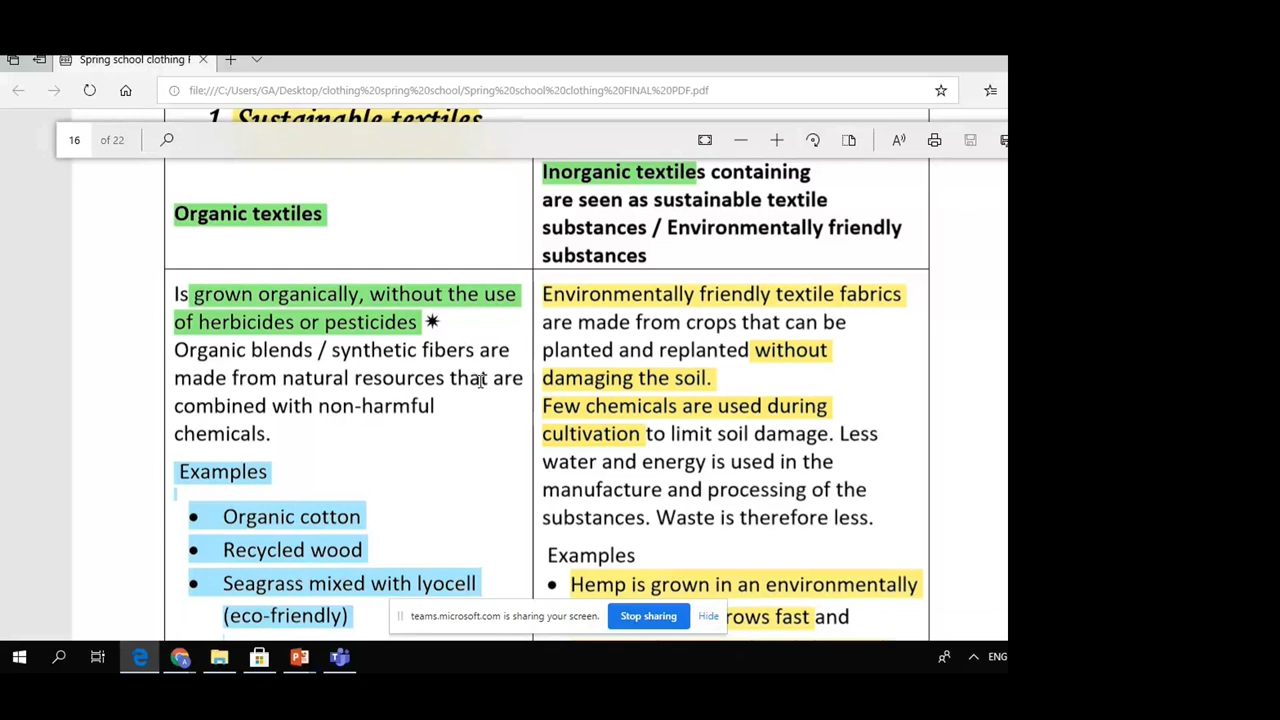 Spring school clothing F
file:///C:/Users/GA/Desktop/clothing%20spring%20school/Spring%20school%20clothing%20FINAL%20PDF.pdf
1. Sustainable textiles
16 of 22
Organic textiles
Inorganic textiles containing
are seen as sustainable textile
substances / Environmentally friendly
substances
Is grown organically, without the use
of herbicides or pesticides ✷
Organic blends / synthetic fibers are
made from natural resources that are
combined with non-harmful
chemicals.
Examples
• Organic cotton
• Recycled wood
• Seagrass mixed with lyocell
(eco-friendly)
Environmentally friendly textile fabrics
are made from crops that can be
planted and replanted without
damaging the soil.
Few chemicals are used during
cultivation to limit soil damage. Less
water and energy is used in the
manufacture and processing of the
substances. Waste is therefore less.
Examples
• Hemp is grown in an environmentally
rows fast and
teams.microsoft.com is sharing your screen.
Stop sharing
Hide
ENG